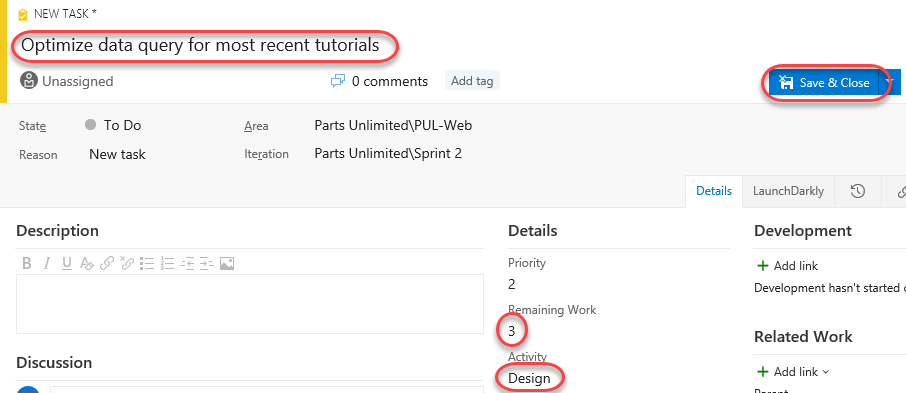 NEW TASK *
Optimize data query for most recent tutorials
Unassigned
0 comments
Add tag
Save & Close
State
To Do
Area
Parts Unlimited\PUL-Web
Reason
New task
Iteration
Parts Unlimited\Sprint 2
Details
LaunchDarkly
Description
Details
Development
B I U
Priority
2
Add link
Development hasn't started
Remaining Work
3
Related Work
Discussion
Activity
Design
Add link
Parent